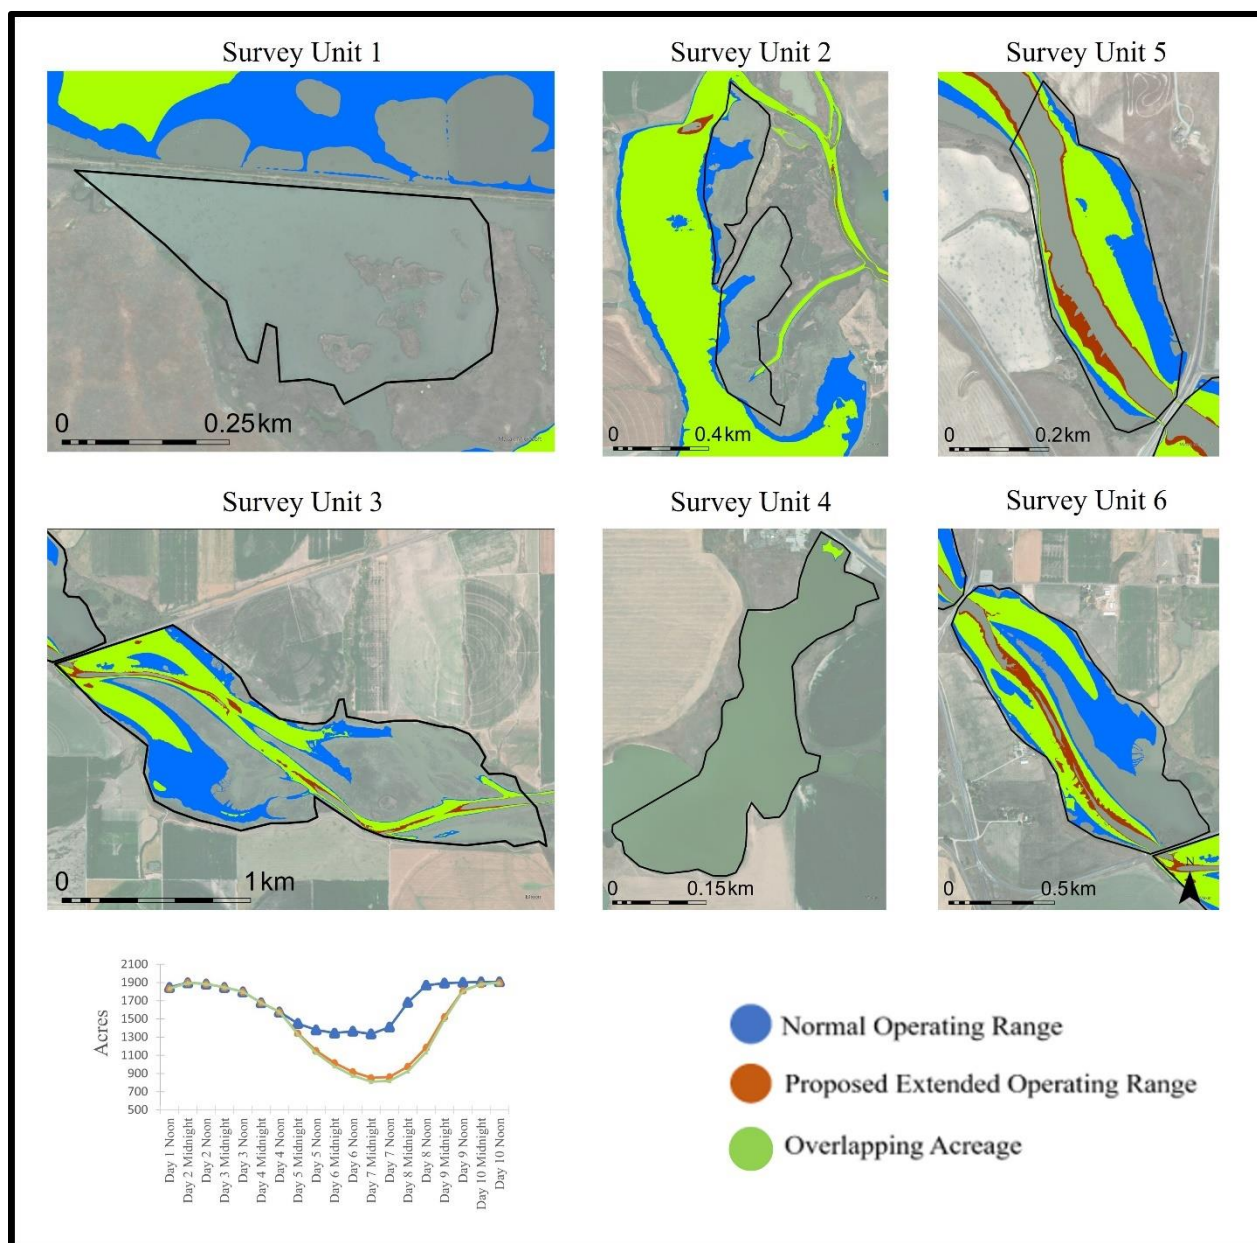 Survey Unit 1
Survey Unit 2
Survey Unit 5
0 0.25km
0 0.4km
0 0.2km
Survey Unit 3
Survey Unit 4
Survey Unit 6
0 1km
0 0.15km
0 0.5km
N
Acres
2100
1900
1700
1500
1300
1100
900
700
500
Day 1 Noon
Day 2 Midnight
Day 2 Noon
Day 3 Midnight
Day 3 Noon
Day 4 Midnight
Day 4 Noon
Day 5 Midnight
Day 5 Noon
Day 6 Midnight
Day 6 Noon
Day 7 Midnight
Day 7 Noon
Day 8 Midnight
Day 8 Noon
Day 9 Midnight
Day 9 Noon
Day 10 Midnight
Day 10 Noon
Normal Operating Range
Proposed Extended Operating Range
Overlapping Acreage